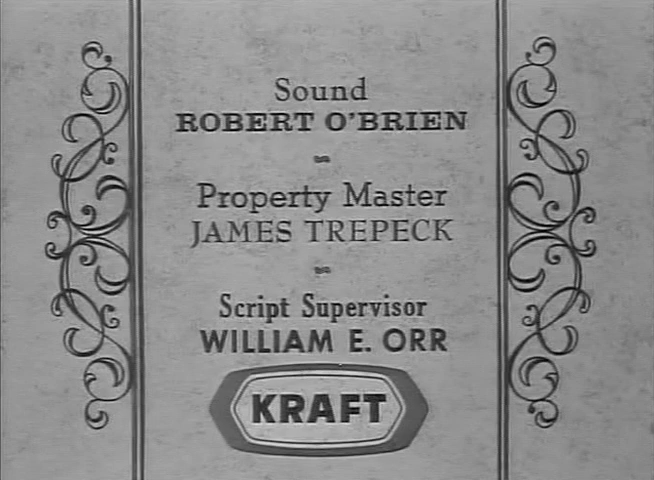 Sound
ROBERT O'BRIEN
Property Master
JAMES TREPECK
Script Supervisor
WILLIAM E. ORR
KRAFT